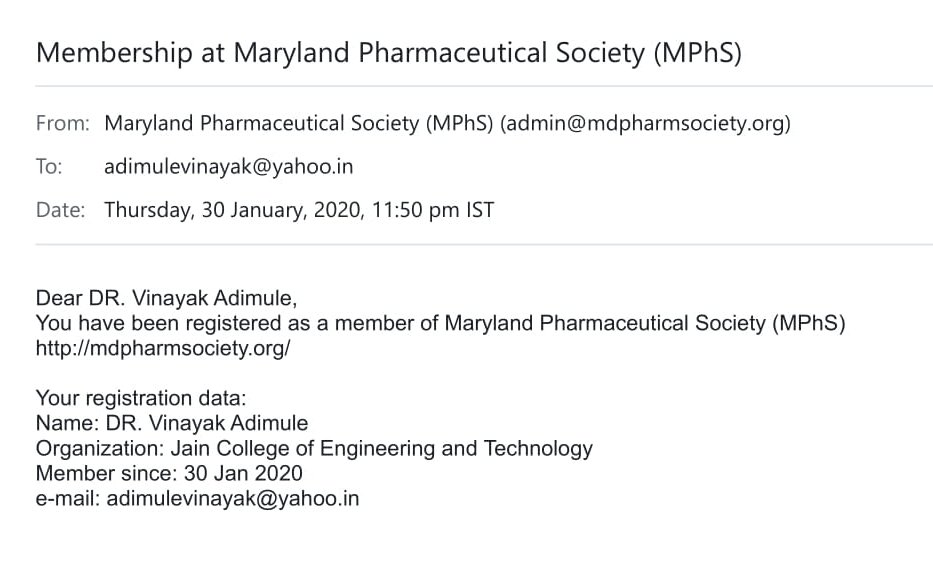 Membership at Maryland Pharmaceutical Society (MPhS)
From: Maryland Pharmaceutical Society (MPhS) (admin@mdpharmsociety.org)
To: adimulevinayak@yahoo.in
Date: Thursday, 30 January, 2020, 11:50 pm IST
Dear DR. Vinayak Adimule,
You have been registered as a member of Maryland Pharmaceutical Society (MPhS)
http://mdpharmsociety.org/
Your registration data:
Name: DR. Vinayak Adimule
Organization: Jain College of Engineering and Technology
Member since: 30 Jan 2020
e-mail: adimulevinayak@yahoo.in